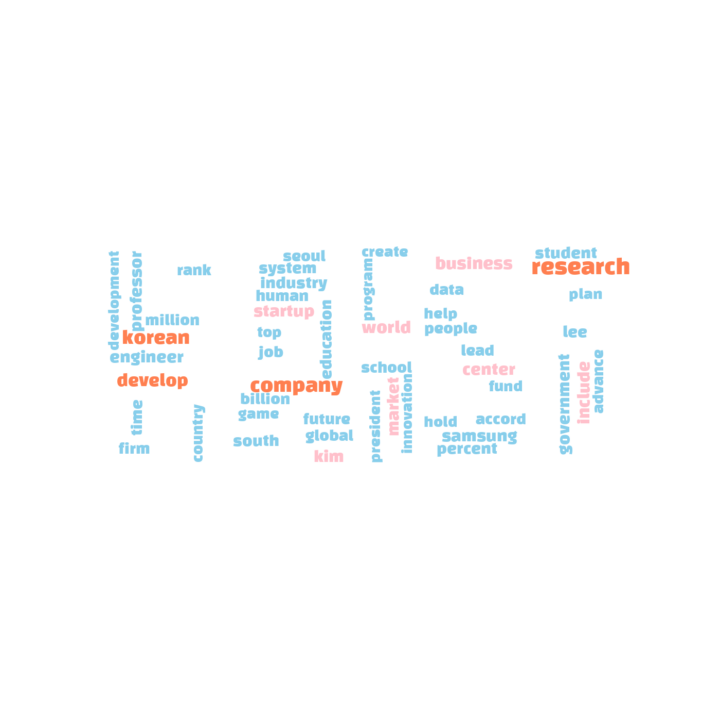 development
professor
rank
million
korean
engineer
develop
time
country
firm
seoul
system
industry
human
startup
top
education
job
company
billion
game
future
south
global
kim
create
program
world
school
market
president
innovation
business
data
help
people
lead
center
fund
hold
accord
samsung
percent
student
research
plan
lee
government
include
advance